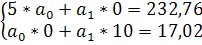 5 * a₀ + a₁ * 0 = 232,76
a₀ * 0 + a₁ * 10 = 17,02